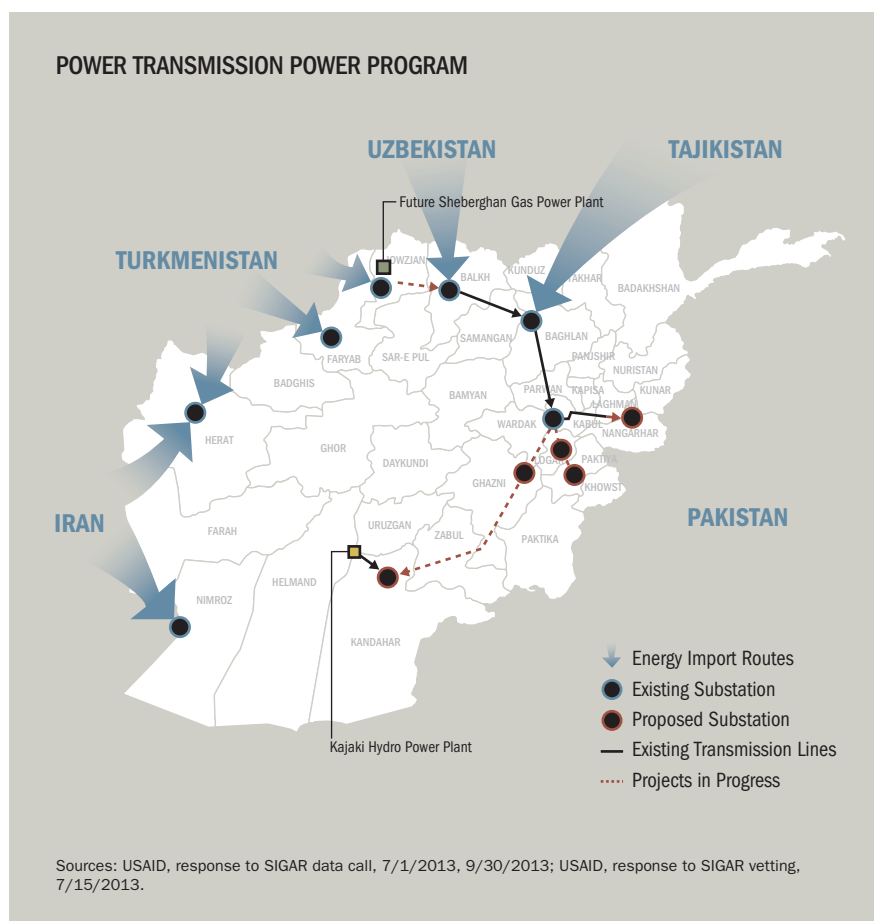 POWER TRANSMISSION POWER PROGRAM
UZBEKISTAN
TAJIKISTAN
Future Sheberghan Gas Power Plant
TURKMENISTAN
JOWZJAN
BALKH
KUNDUZ
TAKHAR
BADAKHSHAN
SAMANGAN
BAGHLAN
FARYAB
SAR-E PUL
PANJSHIR
NURISTAN
BADGHIS
BAMYAN
PARWAN
KAPISA
KUNAR
LAGHMAN
WARDAK
KABUL
NANGARHAR
HERAT
GHOR
DAYKUNDI
LOGAR
PAKTIYA
GHAZNI
KHOWST
IRAN
PAKISTAN
FARAH
URUZGAN
ZABUL
PAKTIKA
HELMAND
NIMROZ
KANDAHAR
Energy Import Routes
Existing Substation
Proposed Substation
Existing Transmission Lines
Projects in Progress
Kajaki Hydro Power Plant
Sources: USAID, response to SIGAR data call, 7/1/2013, 9/30/2013; USAID, response to SIGAR vetting,
7/15/2013.